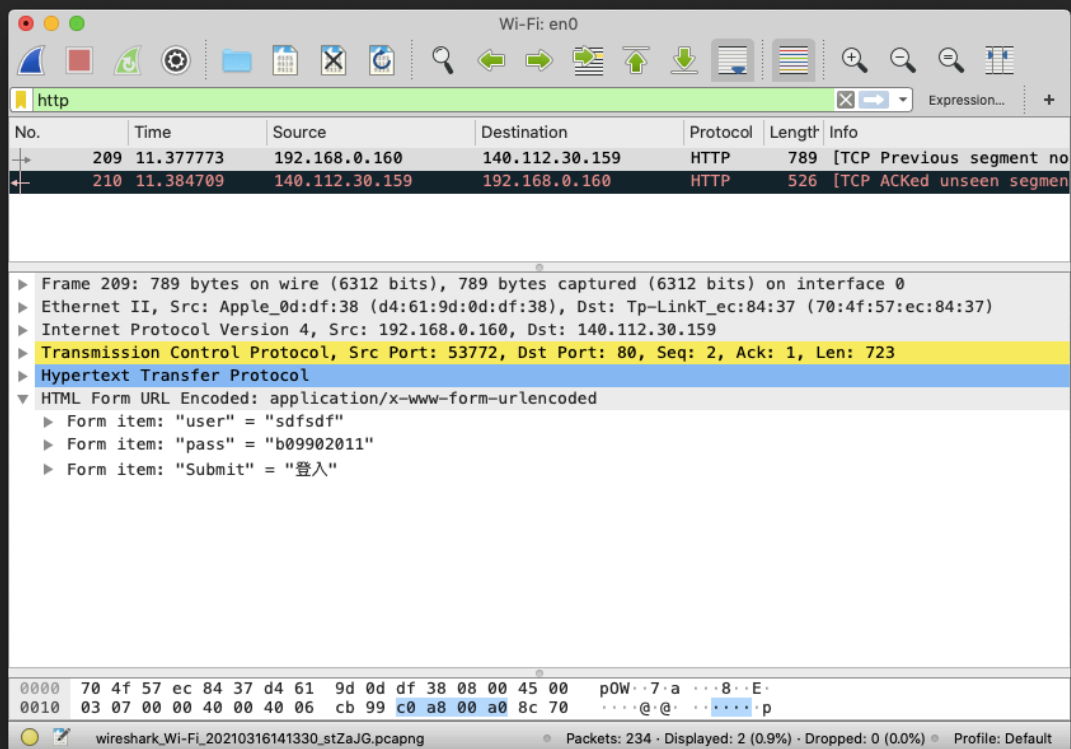 Wi-Fi: en0
http
Expression...
+
No. Time Source Destination Protocol Length Info
209 11.377773 192.168.0.160 140.112.30.159 HTTP 789 [TCP Previous segment no
210 11.384709 140.112.30.159 192.168.0.160 HTTP 526 [TCP ACKed unseen segmen
Frame 209: 789 bytes on wire (6312 bits), 789 bytes captured (6312 bits) on interface 0
Ethernet II, Src: Apple_0d:df:38 (d4:61:9d:0d:df:38), Dst: Tp-LinkT_ec:84:37 (70:4f:57:ec:84:37)
Internet Protocol Version 4, Src: 192.168.0.160, Dst: 140.112.30.159
Transmission Control Protocol, Src Port: 53772, Dst Port: 80, Seq: 2, Ack: 1, Len: 723
Hypertext Transfer Protocol
HTML Form URL Encoded: application/x-www-form-urlencoded
Form item: "user" = "sdfsdf"
Form item: "pass" = "b09902011"
Form item: "Submit" = "登入"
0000 70 4f 57 ec 84 37 d4 61 9d 0d df 38 08 00 45 00 pOW··7·a ···8··E·
0010 03 07 00 00 40 00 40 06 cb 99 c0 a8 00 a0 8c 70 ····@·@· ······p
wireshark_Wi-Fi_20210316141330_stZaJG.pcapng Packets: 234 · Displayed: 2 (0.9%) · Dropped: 0 (0.0%) Profile: Default